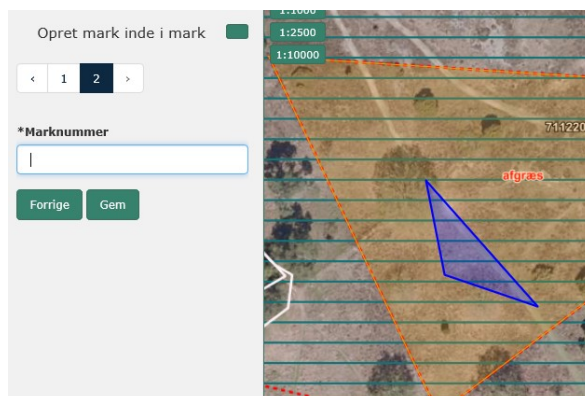 Opret mark inde i mark
‹ 1 2 ›
*Marknummer
Forrige Gem
1:1000
1:2500
1:10000
711220
afgræs